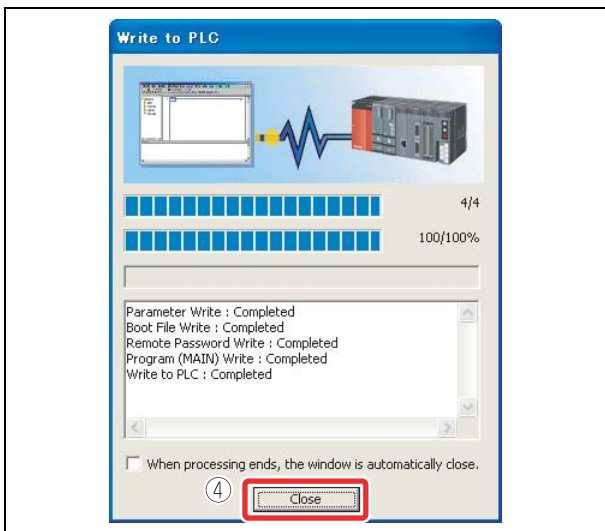 Write to PLC
4/4
100/100%
Parameter Write : Completed
Boot File Write : Completed
Remote Password Write : Completed
Program (MAIN) Write : Completed
Write to PLC : Completed
When processing ends, the window is automatically close.
④
Close